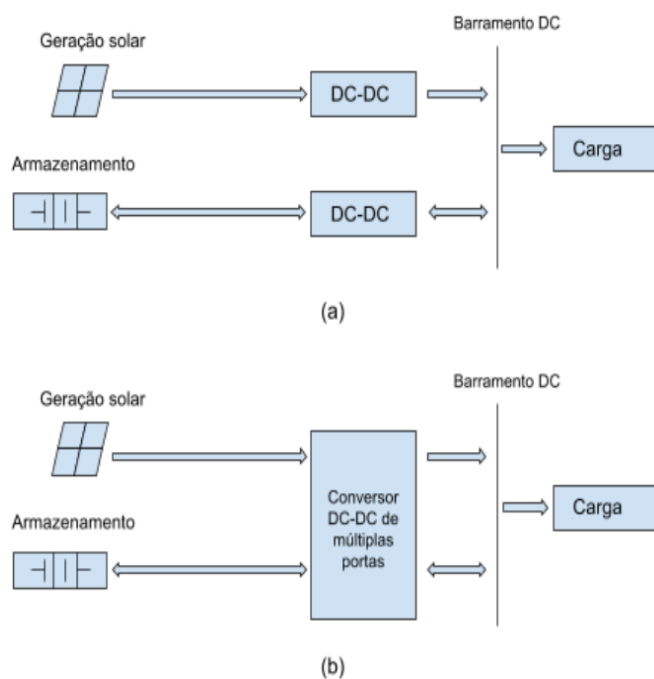 Barramento DC
Geração solar
DC-DC
Carga
Armazenamento
DC-DC
(a)
Barramento DC
Geração solar
Conversor
DC-DC de
múltiplas
portas
Carga
Armazenamento
(b)